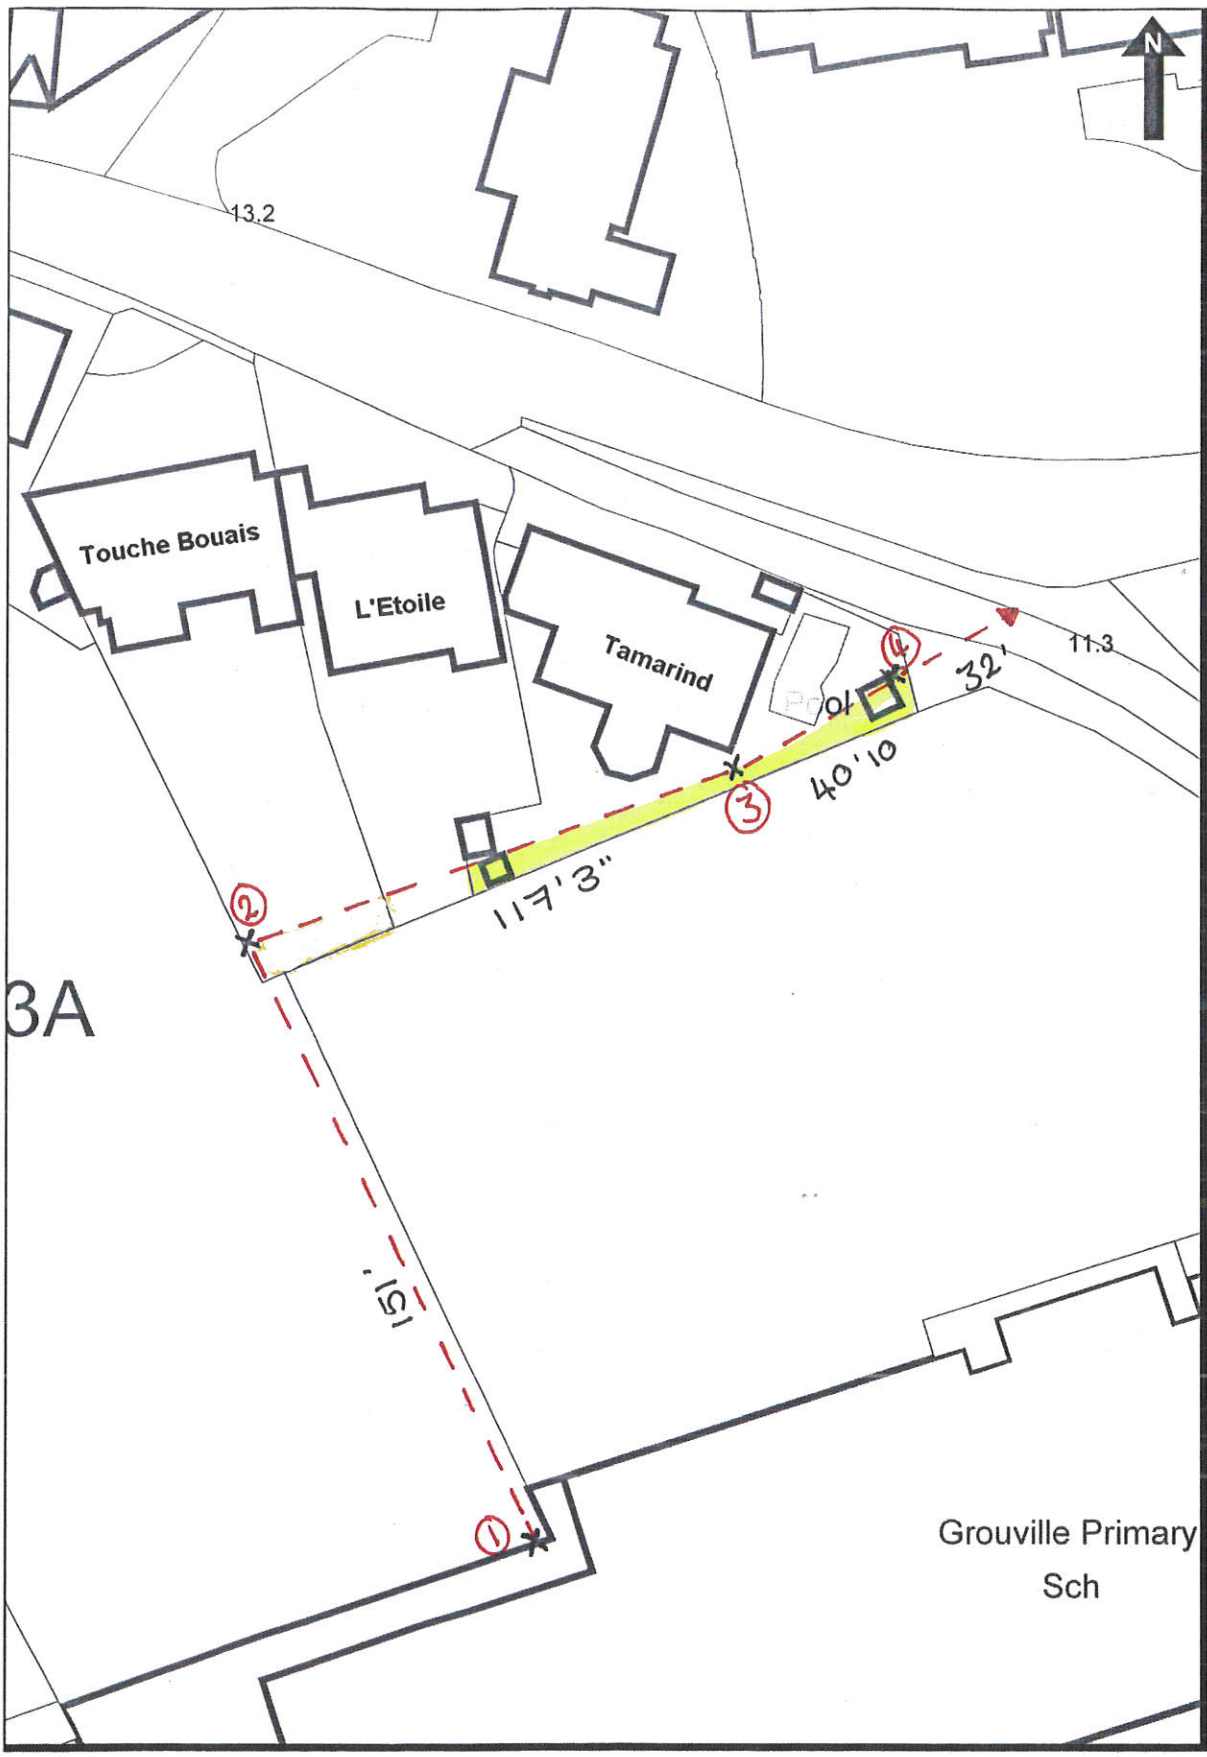 N
13.2
Touche Bouais
L'Etoile
Tamarind
Pool
11.3
4
32'
40'10
3
117'3"
2
3A
151'
1
Grouville Primary
Sch